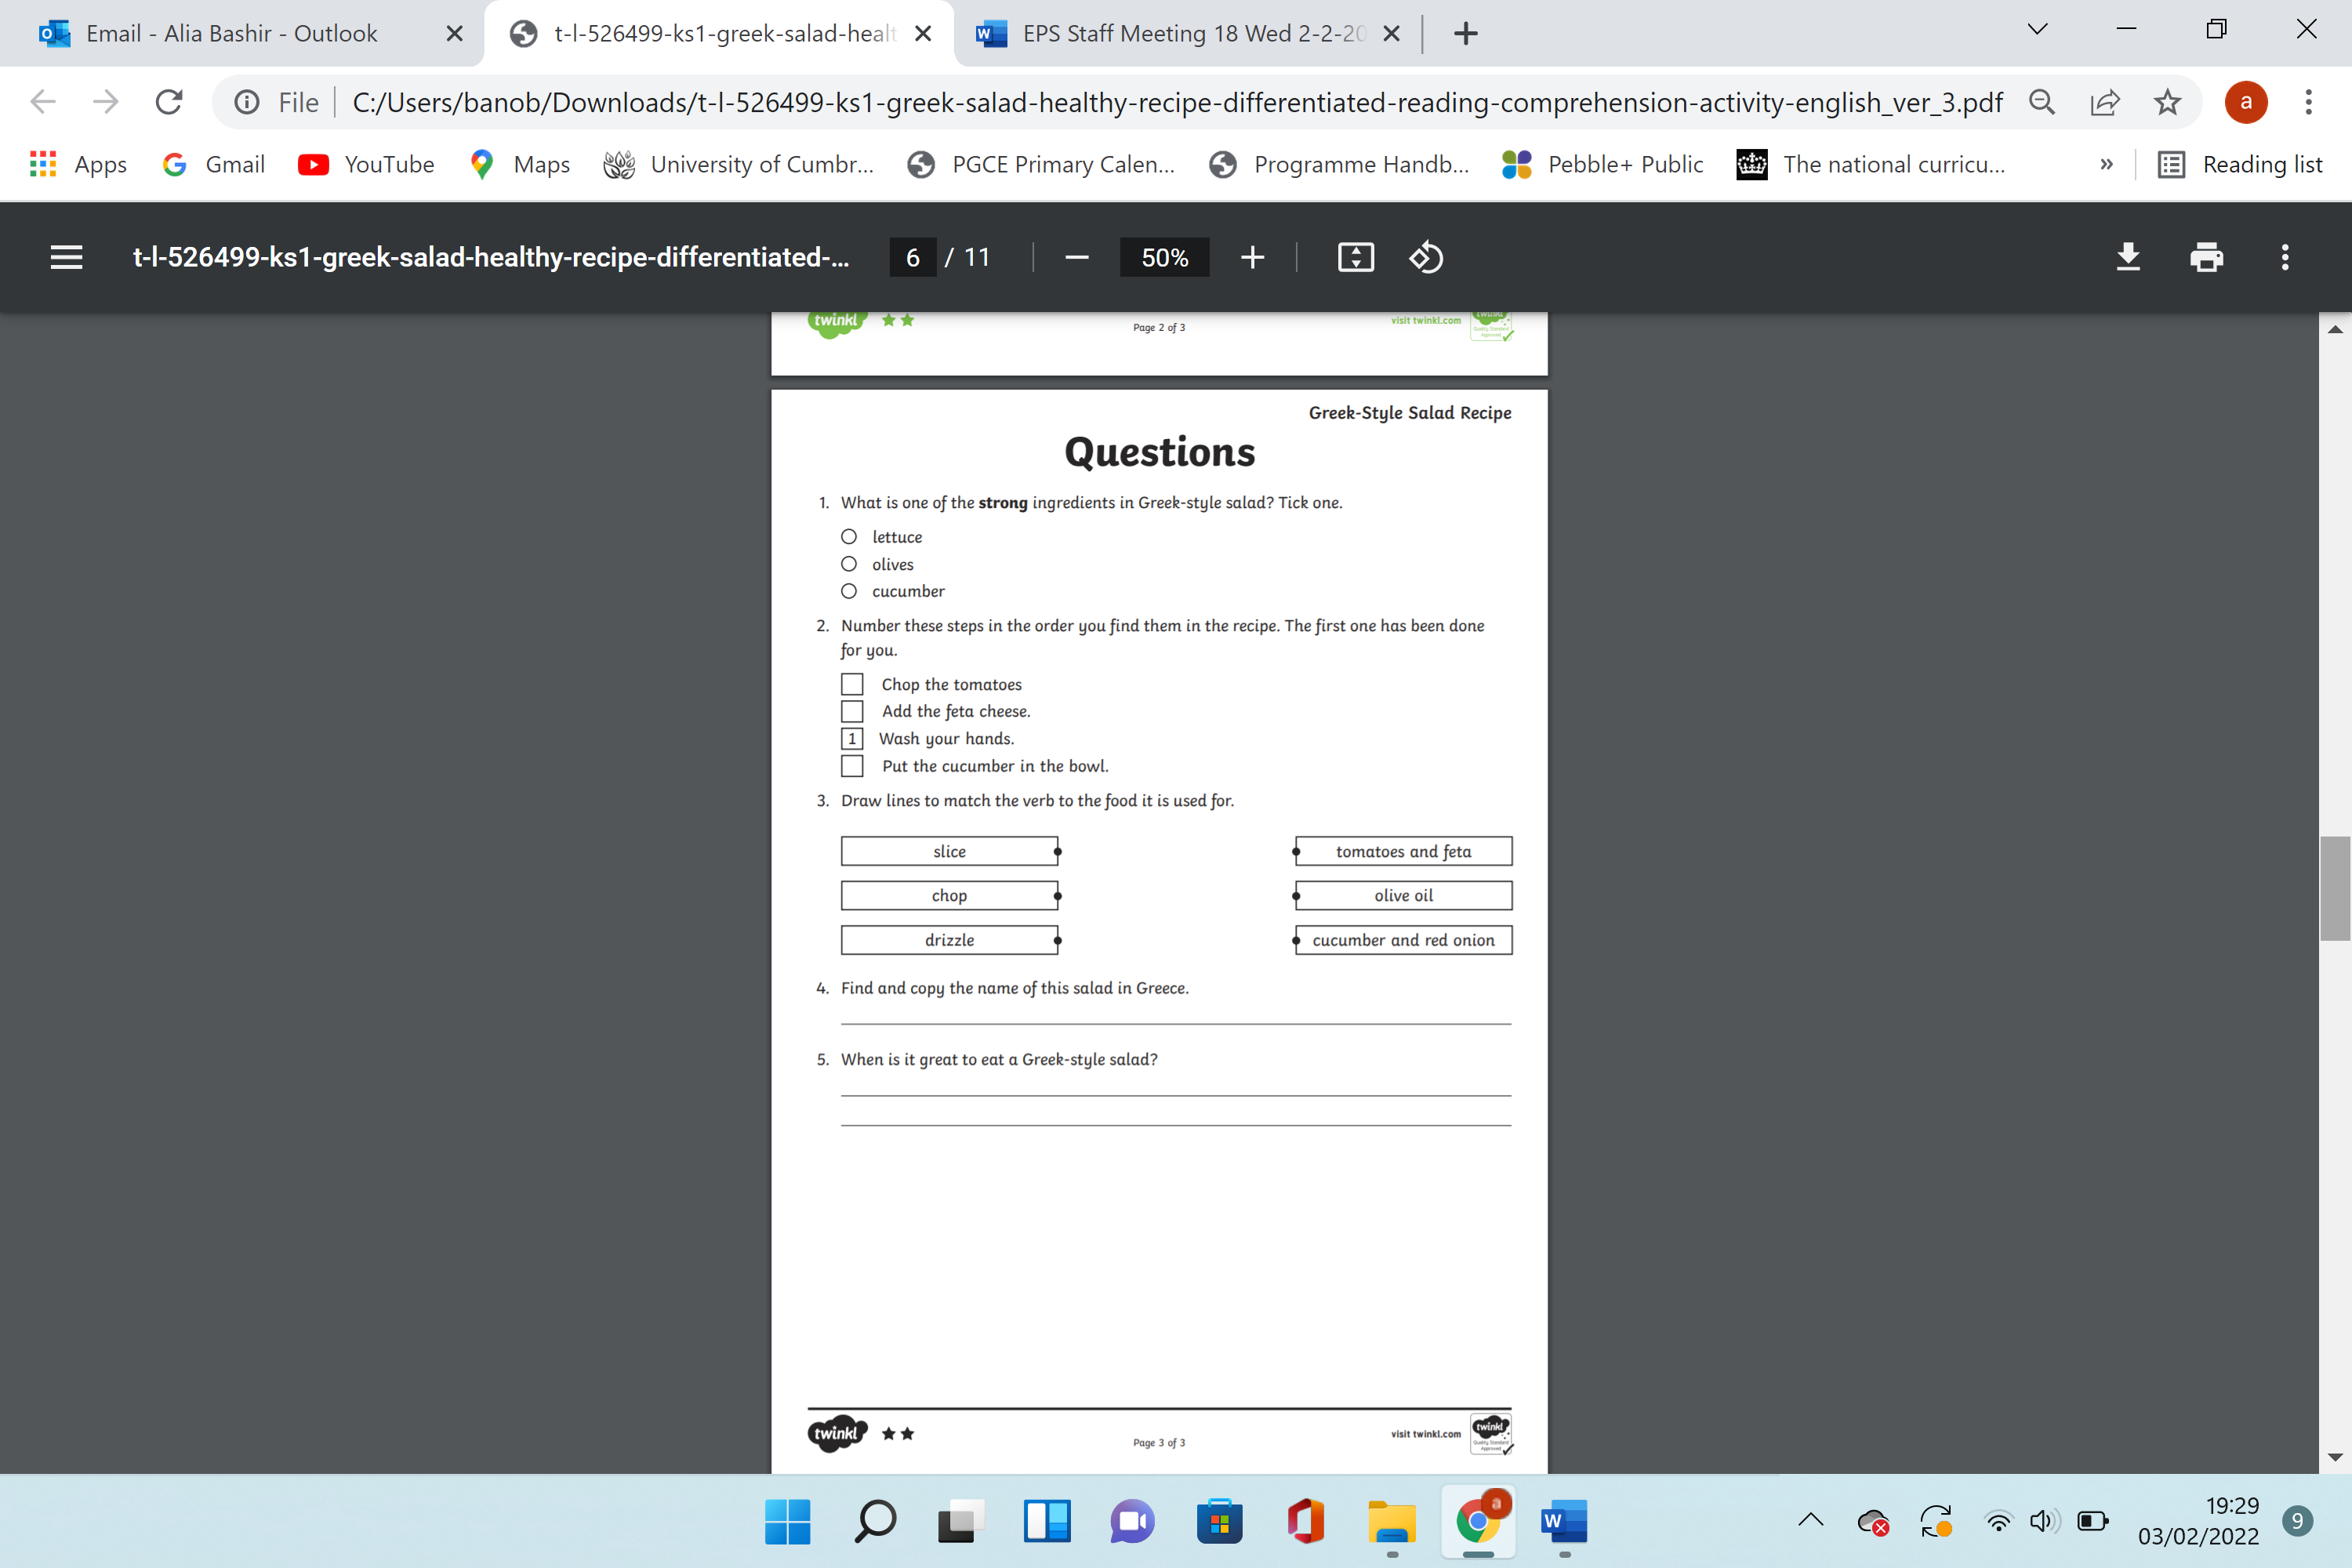 Email - Alia Bashir - Outlook
t-l-526499-ks1-greek-salad-healt
EPS Staff Meeting 18 Wed 2-2-20
File
C:/Users/banob/Downloads/t-l-526499-ks1-greek-salad-healthy-recipe-differentiated-reading-comprehension-activity-english_ver_3.pdf
a
Apps
Gmail
YouTube
Maps
University of Cumbr...
PGCE Primary Calen...
Programme Handb...
Pebble+ Public
The national curricu...
»
Reading list
t-l-526499-ks1-greek-salad-healthy-recipe-differentiated-...
6 / 11
50%
twinkl
Page 2 of 3
visit twinkl.com
twinkl
Quality Standard
Approved
Greek-Style Salad Recipe
Questions
1. What is one of the strong ingredients in Greek-style salad? Tick one.
lettuce
olives
cucumber
2. Number these steps in the order you find them in the recipe. The first one has been done
for you.
Chop the tomatoes
Add the feta cheese.
1 Wash your hands.
Put the cucumber in the bowl.
3. Draw lines to match the verb to the food it is used for.
slice
tomatoes and feta
chop
olive oil
drizzle
cucumber and red onion
4. Find and copy the name of this salad in Greece.
5. When is it great to eat a Greek-style salad?
twinkl
Page 3 of 3
visit twinkl.com
twinkl
Quality Standard
Approved
a
W
19:29
03/02/2022
9